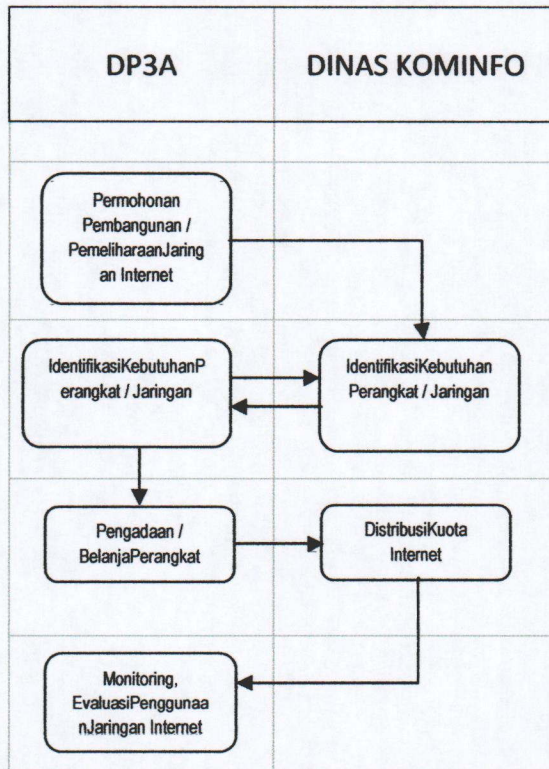 DP3A
DINAS KOMINFO
Permohonan
Pembangunan /
PemeliharaanJaring
an Internet
IdentifikasiKebutuhanP
erangkat / Jaringan
IdentifikasiKebutuhan
Perangkat / Jaringan
Pengadaan /
BelanjaPerangkat
DistribusiKuota
Internet
Monitoring,
EvaluasiPenggunaa
nJaringan Internet